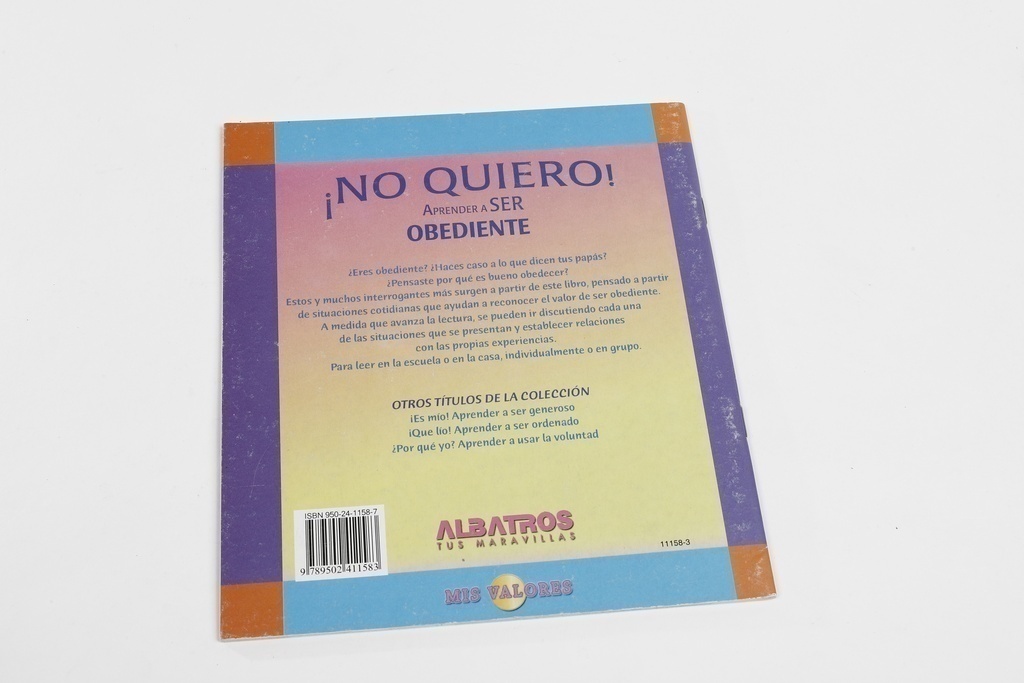 ¡NO QUIERO!
APRENDER A SER
OBEDIENTE
¿Eres obediente? ¿Haces caso a lo que dicen tus papás?
¿Pensaste por qué es bueno obedecer?
Estos y muchos interrogantes más surgen a partir de este libro, pensado a partir
de situaciones cotidianas que ayudan a reconocer el valor de ser obediente.
A medida que avanza la lectura, se pueden ir discutiendo cada una
de las situaciones que se presentan y establecer relaciones
con las propias experiencias.
Para leer en la escuela o en la casa, individualmente o en grupo.
OTROS TÍTULOS DE LA COLECCIÓN
¡Es mío! Aprender a ser generoso
¡Que lío! Aprender a ser ordenado
¿Por qué yo? Aprender a usar la voluntad
ISBN 950-24-1158-7
9 789502 411583
ALBATROS
TUS MARAVILLAS
11158-3
MIS VALORES